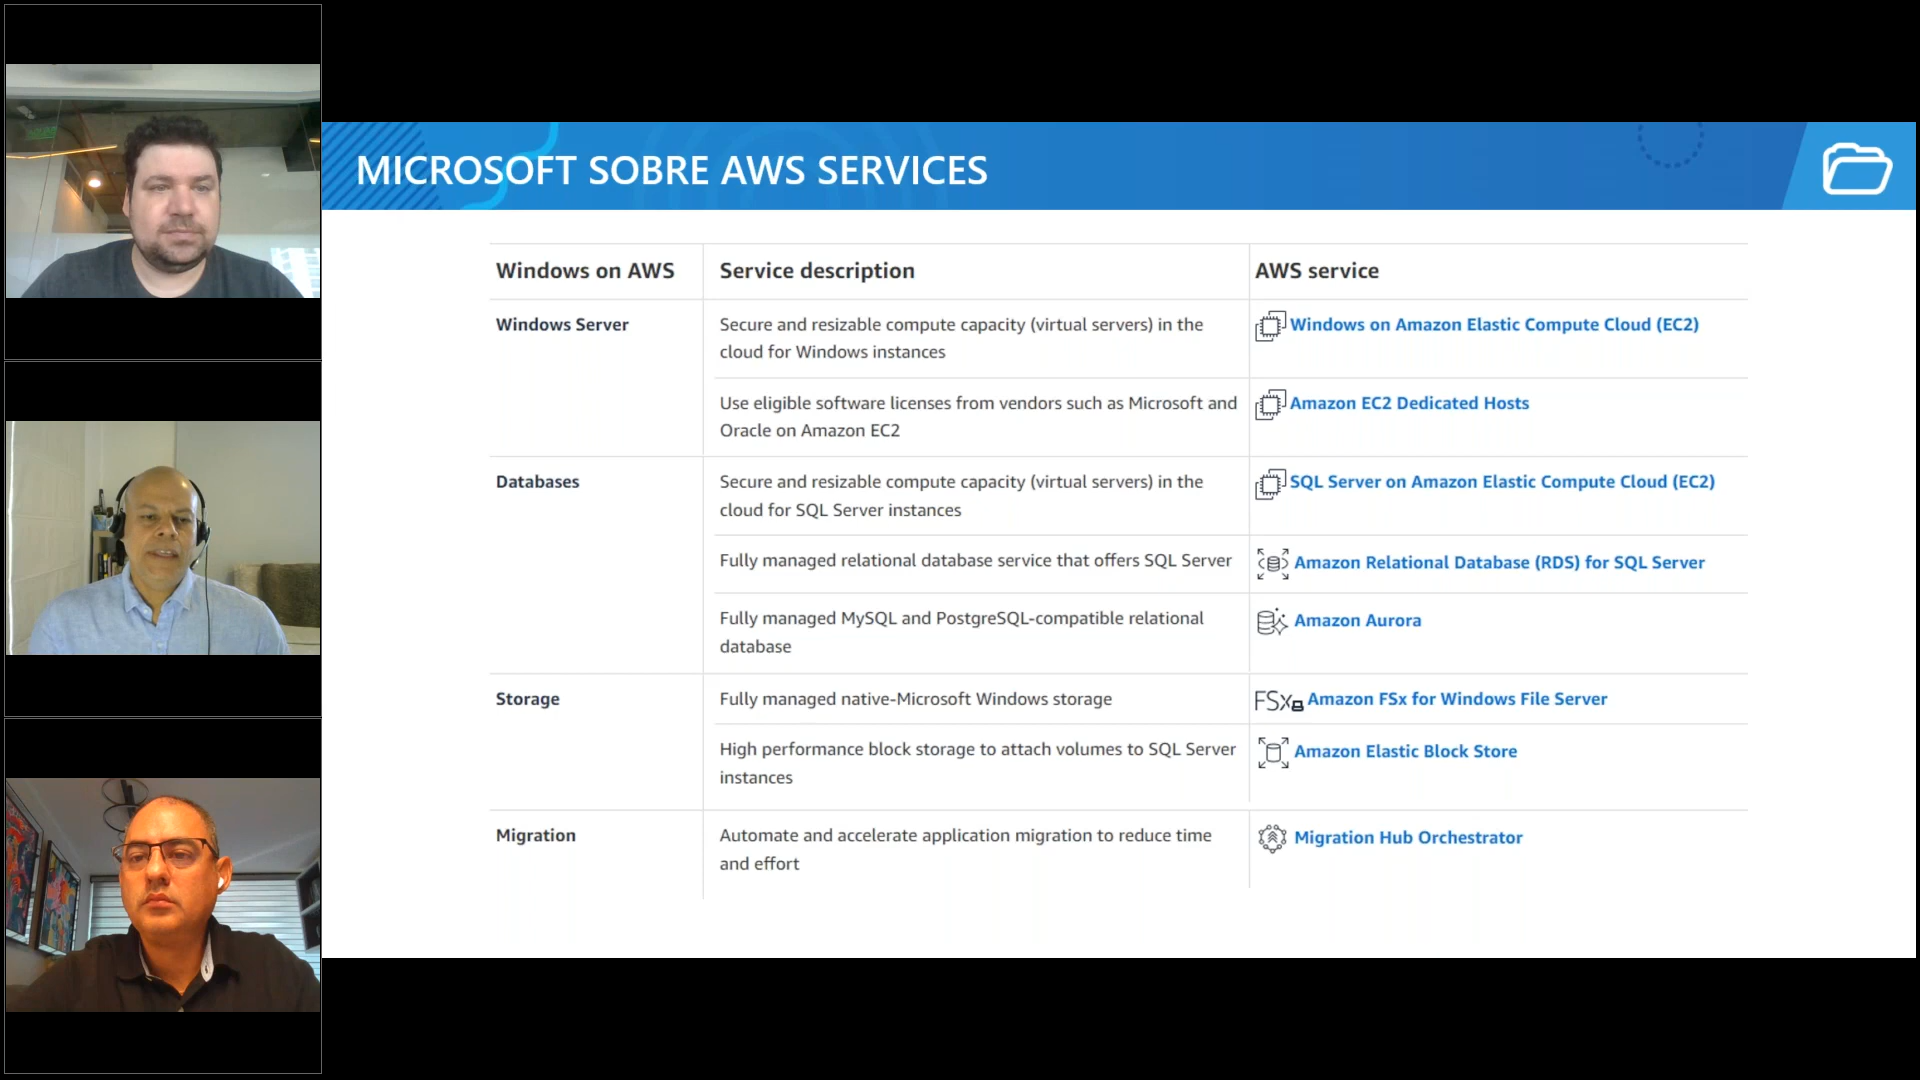 MICROSOFT SOBRE AWS SERVICES
Windows on AWS
Service description
AWS service
Windows Server
Secure and resizable compute capacity (virtual servers) in the
cloud for Windows instances
Windows on Amazon Elastic Compute Cloud (EC2)
Use eligible software licenses from vendors such as Microsoft and
Oracle on Amazon EC2
Amazon EC2 Dedicated Hosts
Databases
Secure and resizable compute capacity (virtual servers) in the
cloud for SQL Server instances
SQL Server on Amazon Elastic Compute Cloud (EC2)
Fully managed relational database service that offers SQL Server
Amazon Relational Database (RDS) for SQL Server
Fully managed MySQL and PostgreSQL-compatible relational
database
Amazon Aurora
Storage
Fully managed native-Microsoft Windows storage
FSx Amazon FSx for Windows File Server
High performance block storage to attach volumes to SQL Server
instances
Amazon Elastic Block Store
Migration
Automate and accelerate application migration to reduce time
and effort
Migration Hub Orchestrator